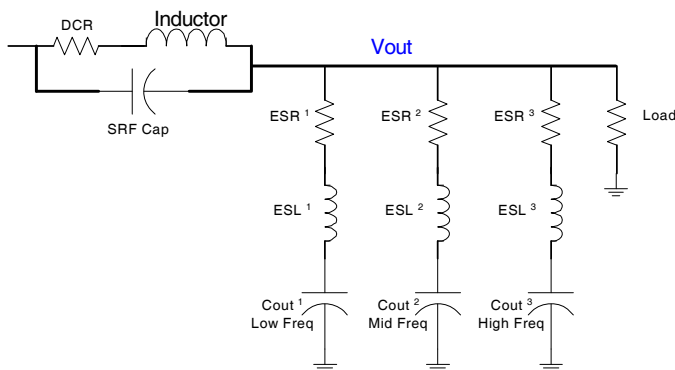 Inductor
DCR
Vout
SRF Cap
ESR 1
ESR 2
ESR 3
Load
ESL 1
ESL 2
ESL 3
Cout 1
Low Freq
Cout 2
Mid Freq
Cout 3
High Freq